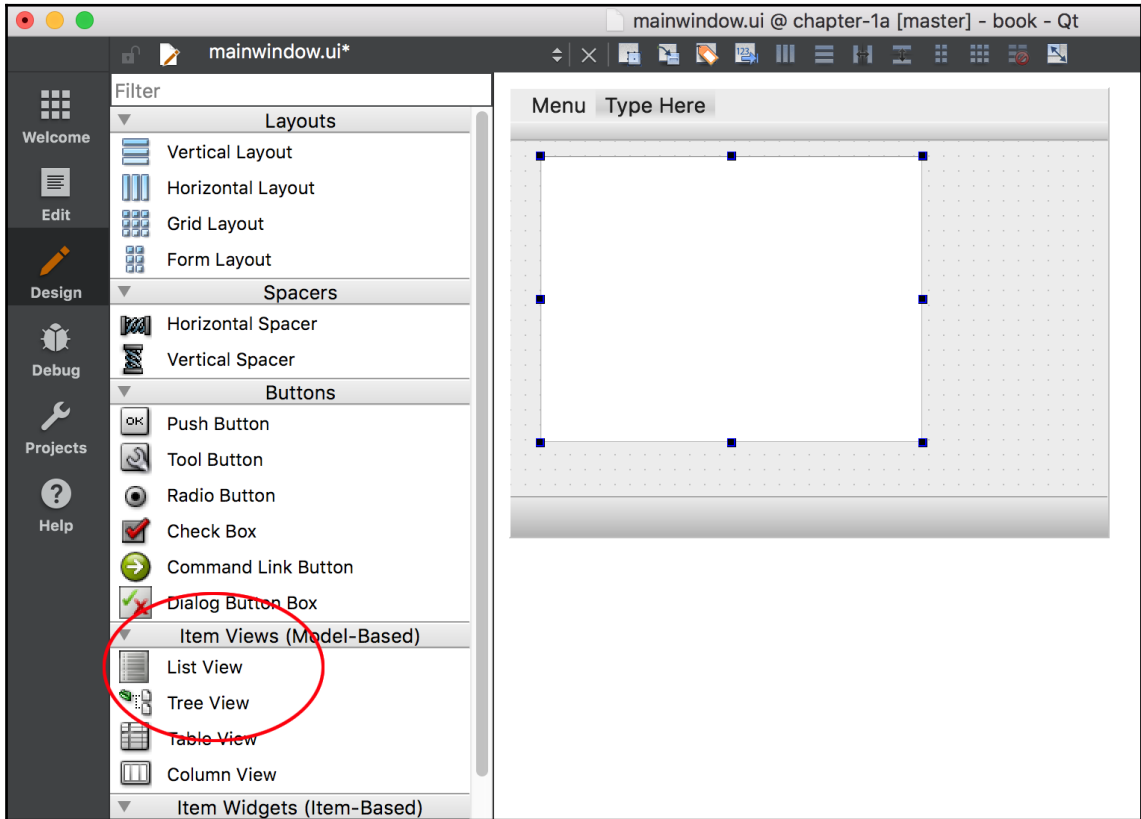 mainwindow.ui @ chapter-1a [master] - book - Qt
mainwindow.ui*
Welcome
Edit
Design
Debug
Projects
Help
Filter
Layouts
Vertical Layout
Horizontal Layout
Grid Layout
Form Layout
Spacers
Horizontal Spacer
Vertical Spacer
Buttons
OK
Push Button
Tool Button
Radio Button
Check Box
Command Link Button
Dialog Button Box
Item Views (Model-Based)
List View
Tree View
Table View
Column View
Item Widgets (Item-Based)
123
Menu Type Here